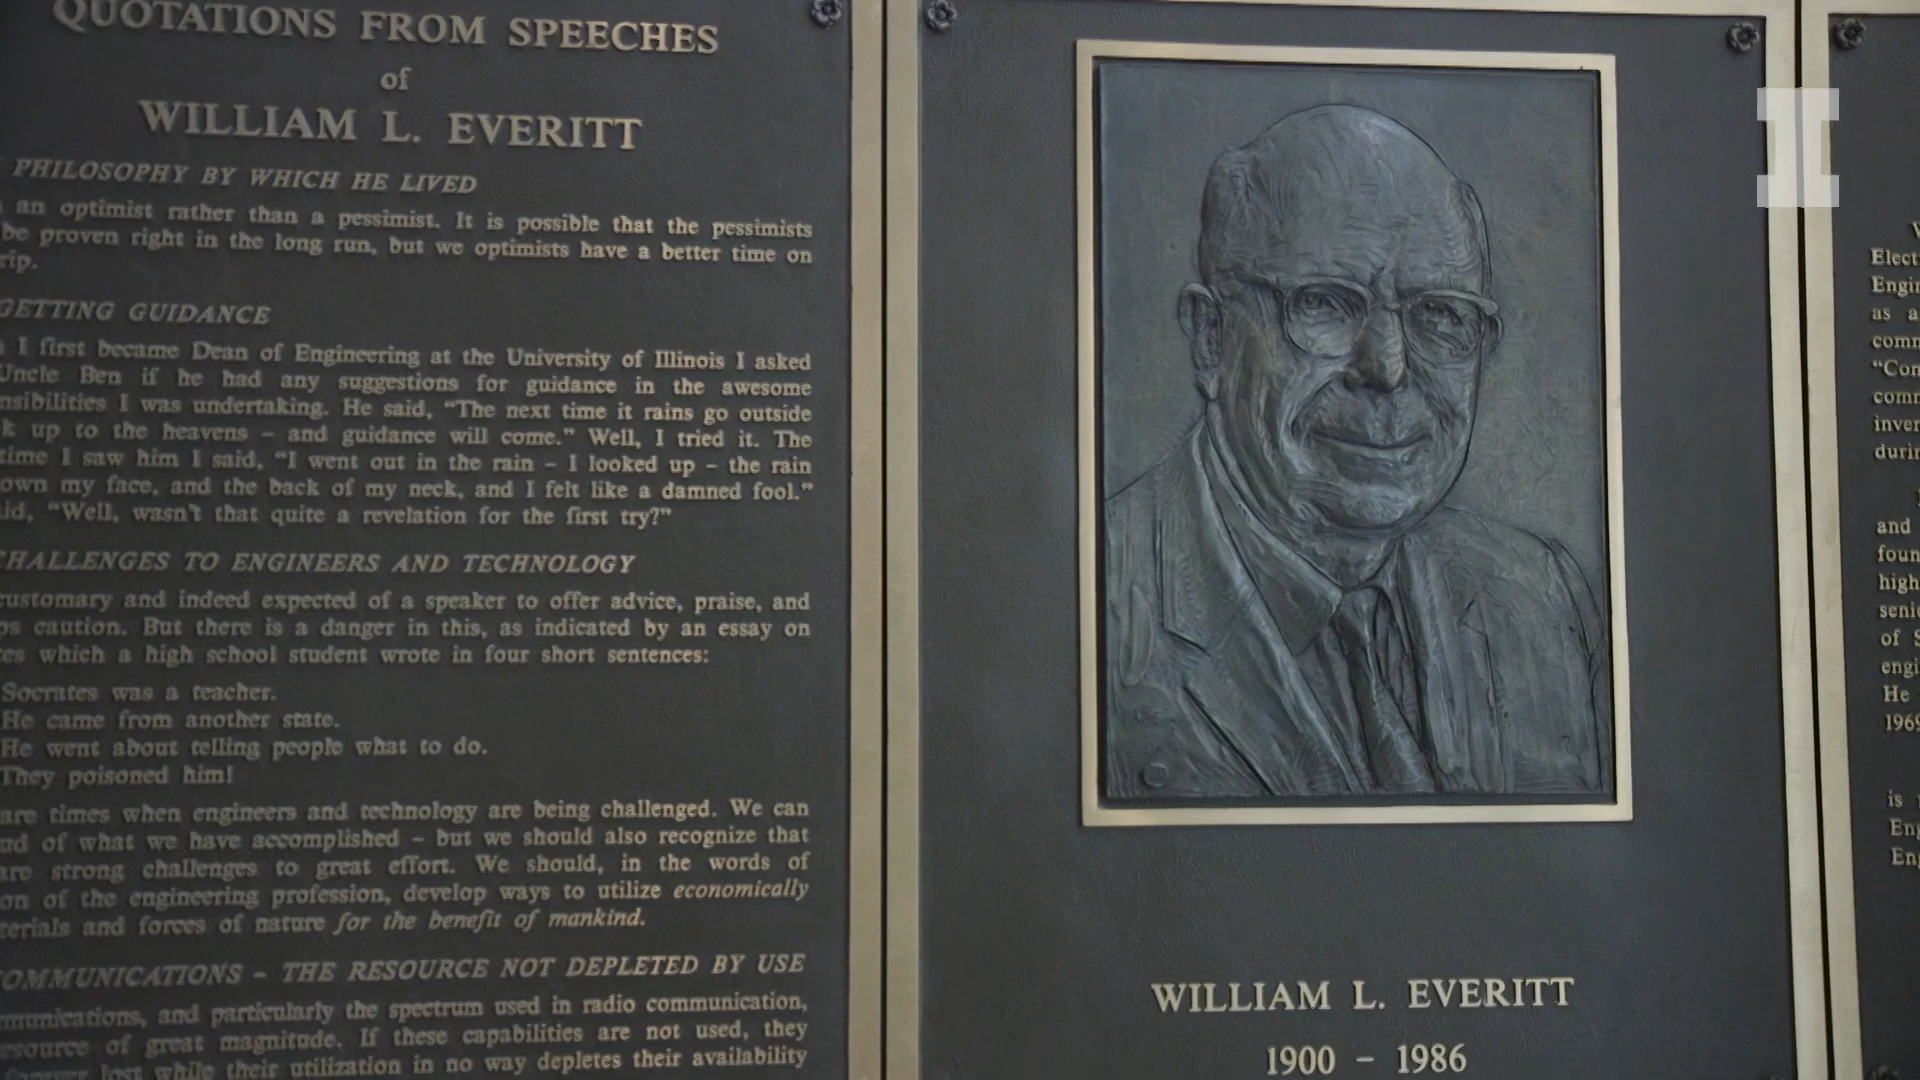 QUOTATIONS FROM SPEECHES
of
WILLIAM L. EVERITT
PHILOSOPHY BY WHICH HE LIVED
an optimist rather than a pessimist. It is possible that the pessimists
be proven right in the long run, but we optimists have a better time on
rip.
GETTING GUIDANCE
I first became Dean of Engineering at the University of Illinois I asked
Uncle Ben if he had any suggestions for guidance in the awesome
nsibilities I was undertaking. He said, “The next time it rains go outside
k up to the heavens – and guidance will come.” Well, I tried it. The
time I saw him I said, “I went out in the rain – I looked up – the rain
own my face, and the back of my neck, and I felt like a damned fool.”
id, “Well, wasn't that quite a revelation for the first try?”
CHALLENGES TO ENGINEERS AND TECHNOLOGY
customary and indeed expected of a speaker to offer advice, praise, and
ps caution. But there is a danger in this, as indicated by an essay on
tes which a high school student wrote in four short sentences:
Socrates was a teacher.
He came from another state.
He went about telling people what to do.
They poisoned him!
are times when engineers and technology are being challenged. We can
ud of what we have accomplished – but we should also recognize that
are strong challenges to great effort. We should, in the words of
on of the engineering profession, develop ways to utilize economically
terials and forces of nature for the benefit of mankind.
OMMUNICATIONS – THE RESOURCE NOT DEPLETED BY USE
munications, and particularly the spectrum used in radio communication,
esource of great magnitude. If these capabilities are not used, they
forever lost while their utilization in no way depletes their availability
WILLIAM L. EVERITT
1900 – 1986
I
W
Elect
Engin
as a
comm
“Con
comm
inven
durin
and
foun
high
senio
of S
engi
He
1969
is
Eng
Eng